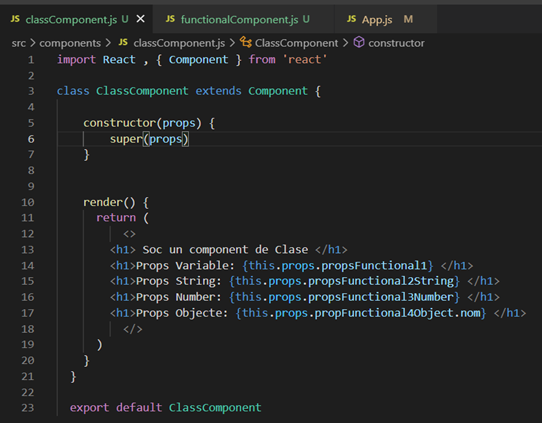 JS classComponent.js U × JS functionalComponent.js U JS App.js M
src > components > JS classComponent.js > ClassComponent > constructor
1 import React , { Component } from 'react'
2
3 class ClassComponent extends Component {
4
5 constructor(props) {
6 super(props)
7 }
8
9
10 render() {
11 return (
12 <>
13 <h1> Soc un component de Clase </h1>
14 <h1>Props Variable: {this.props.propsFunctional1} </h1>
15 <h1>Props String: {this.props.propsFunctional2String} </h1>
16 <h1>Props Number: {this.props.propsFunctional3Number} </h1>
17 <h1>Props Objecte: {this.props.propFunctional4Object.nom} </h1>
18 </>
19 )
20 }
21 }
22
23 export default ClassComponent